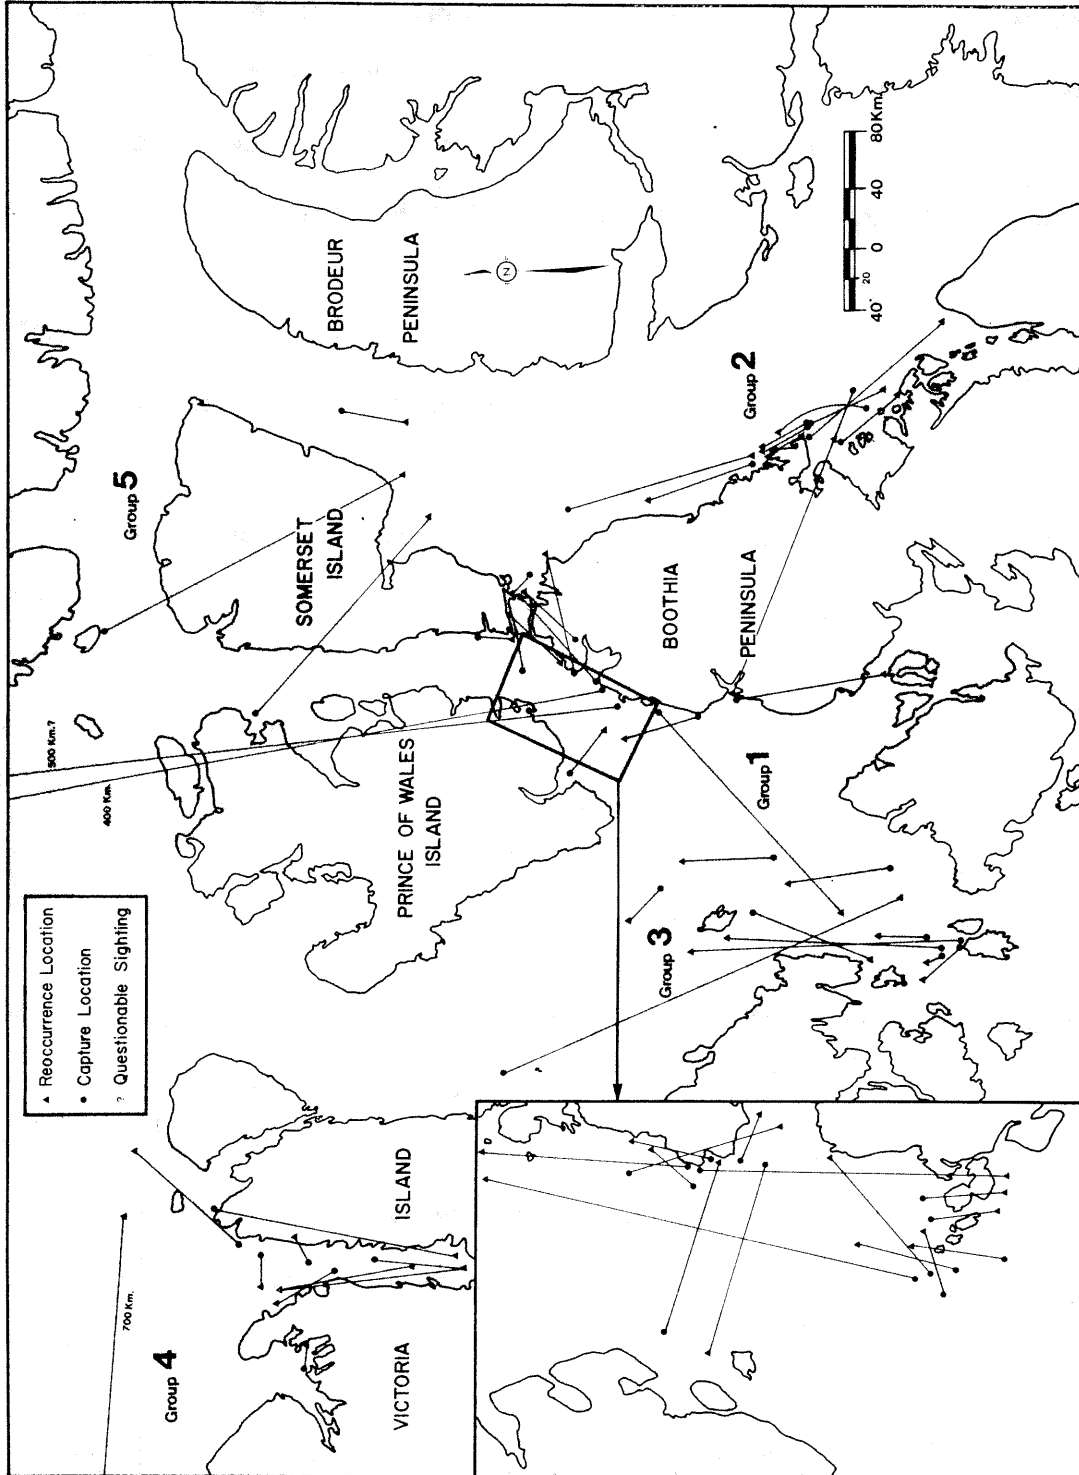 ▲ Reoccurrence Location
● Capture Location
? Questionable Sighting
700 Km.
Group 4
VICTORIA
ISLAND
400 Km.
500 Km.?
PRINCE OF WALES
ISLAND
Group 5
SOMERSET
ISLAND
BRODEUR
PENINSULA
N
Group 3
Group 1
BOOTHIA
PENINSULA
Group 2
40 20 0 40 80 Km.